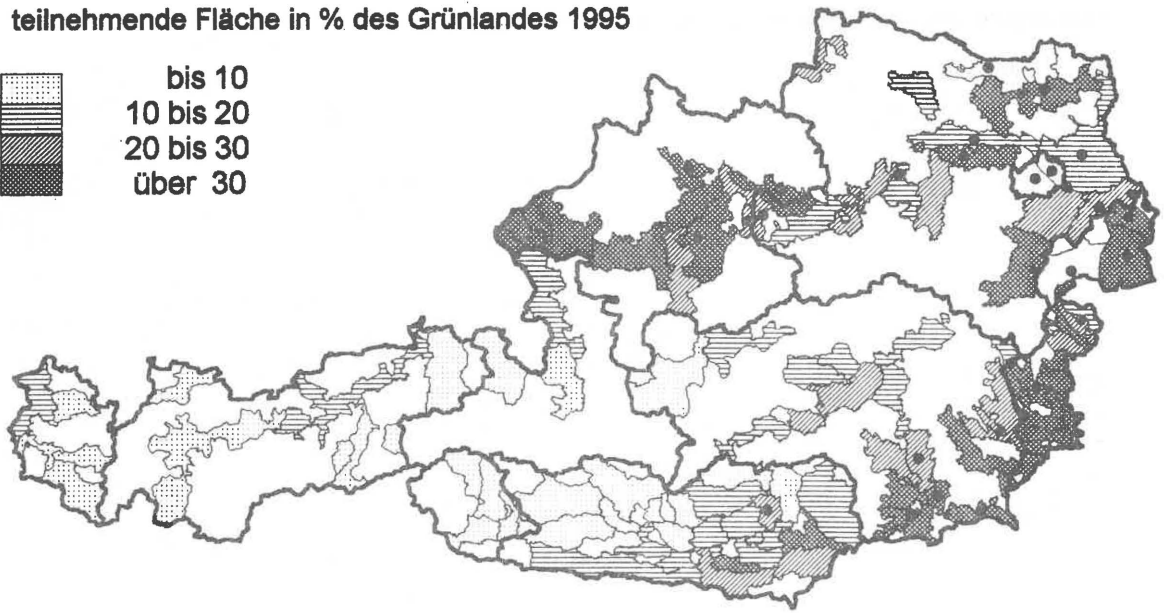 teilnehmende Fläche in % des Grünlandes 1995
bis 10
10 bis 20
20 bis 30
über 30